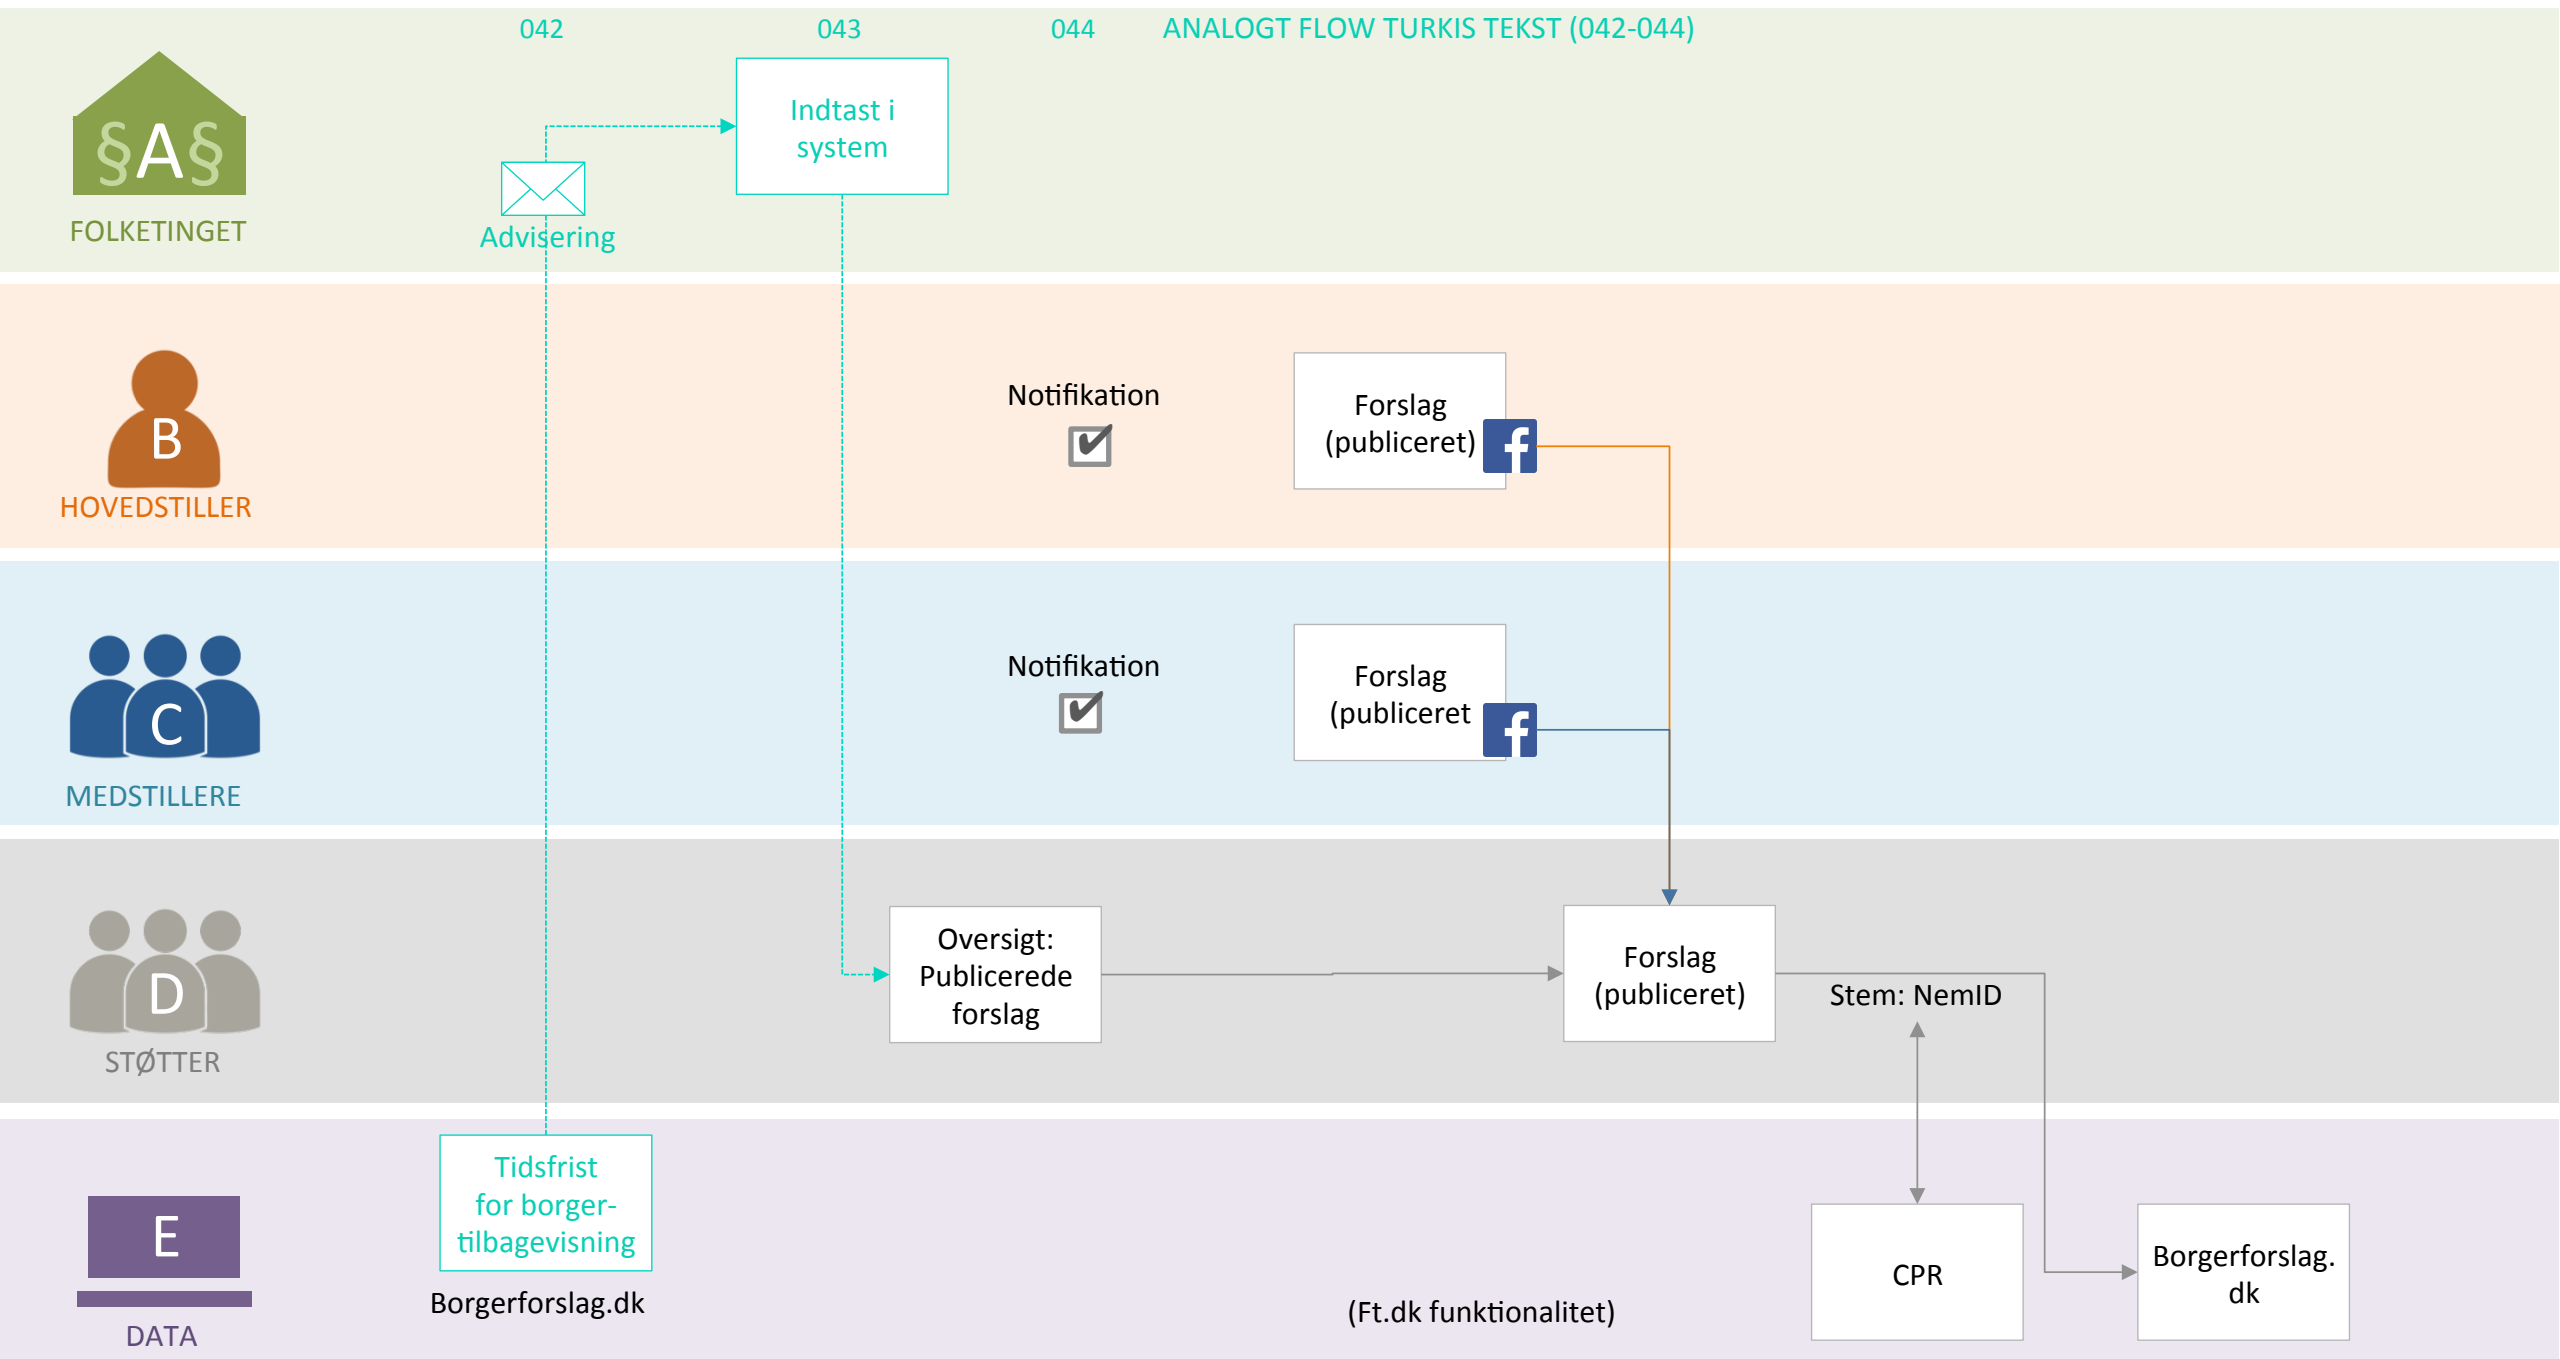 042
043
044
ANALOGT FLOW TURKIS TEKST (042-044)
§A§
FOLKETINGET
Advisering
Indtast i
system
B
HOVEDSTILLER
Notifikation
Forslag
(publiceret)
f
C
MEDSTILLERE
Notifikation
Forslag
(publiceret
f
D
STØTTER
Oversigt:
Publicerede
forslag
Forslag
(publiceret)
Stem: NemID
E
DATA
Tidsfrist
for borger-
tilbagevisning
Borgerforslag.dk
(Ft.dk funktionalitet)
CPR
Borgerforslag.
dk